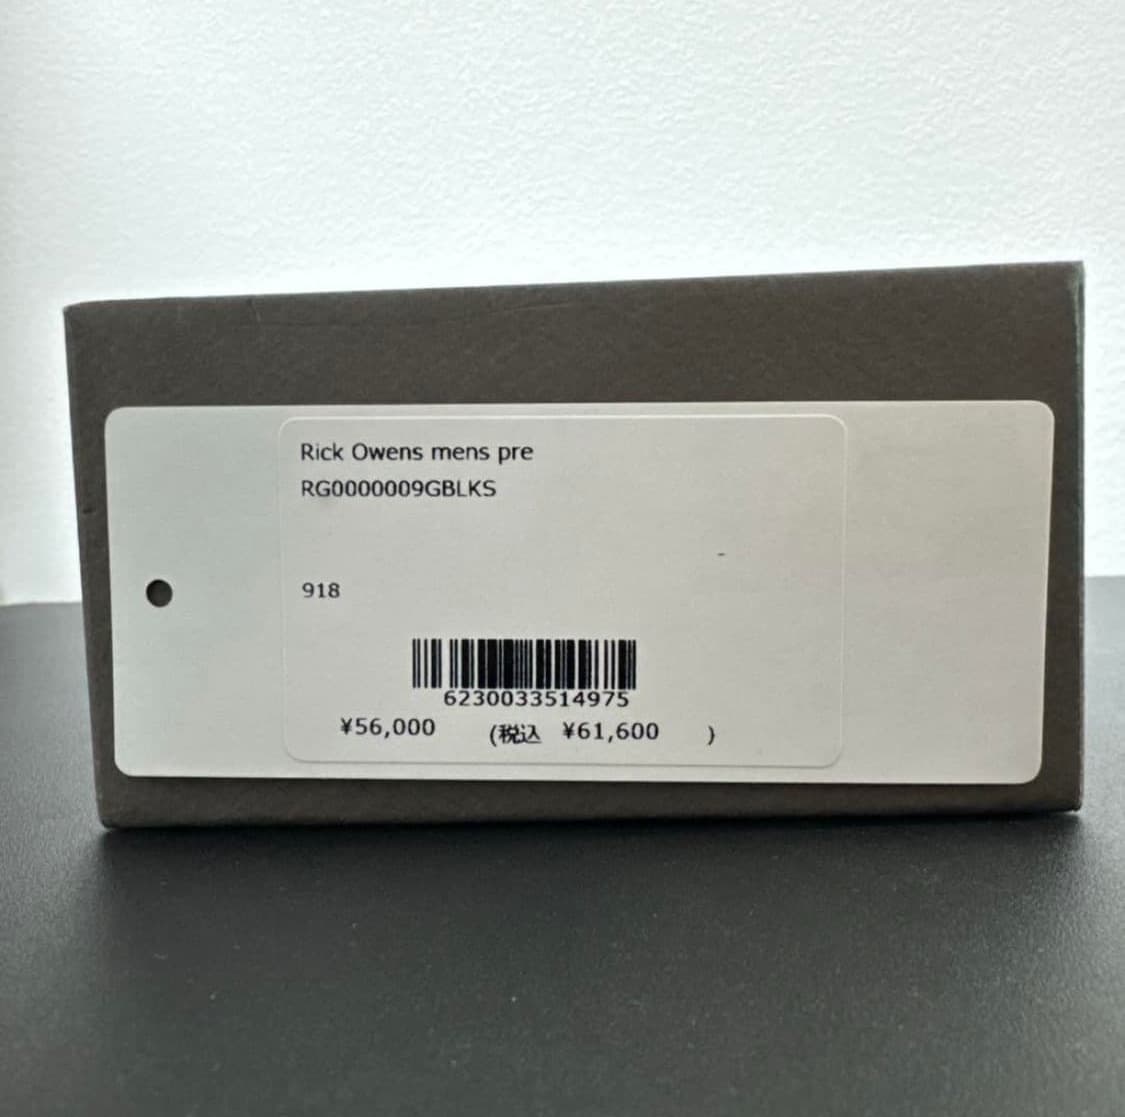 Rick Owens mens pre
RG0000009GBLKS
918
6230033514975
¥56,000 (税込 ¥61,600 )